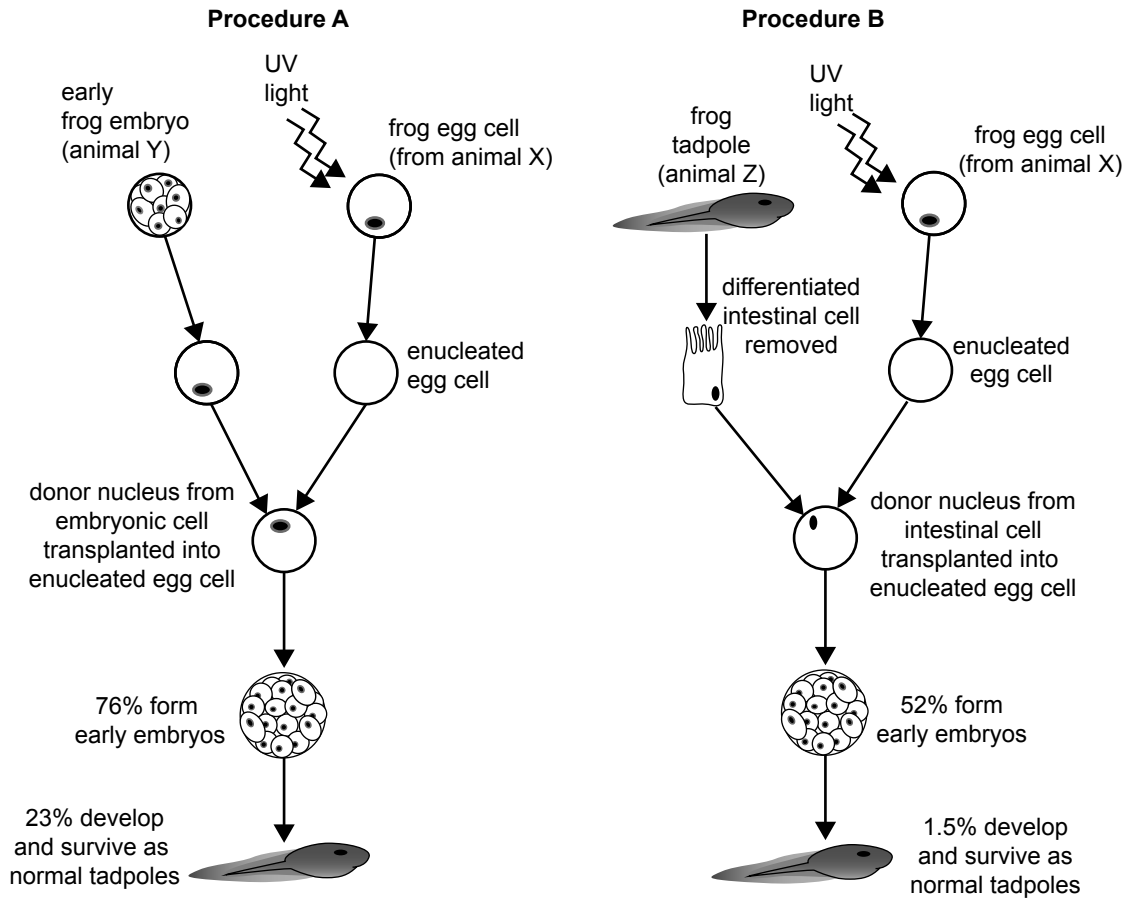 Procedure A
UV
light
early
frog embryo
(animal Y)
frog egg cell
(from animal X)
enucleated
egg cell
donor nucleus from
embryonic cell
transplanted into
enucleated egg cell
76% form
early embryos
23% develop
and survive as
normal tadpoles
Procedure B
UV
light
frog
tadpole
(animal Z)
frog egg cell
(from animal X)
differentiated
intestinal cell
removed
enucleated
egg cell
donor nucleus from
intestinal cell
transplanted into
enucleated egg cell
52% form
early embryos
1.5% develop
and survive as
normal tadpoles